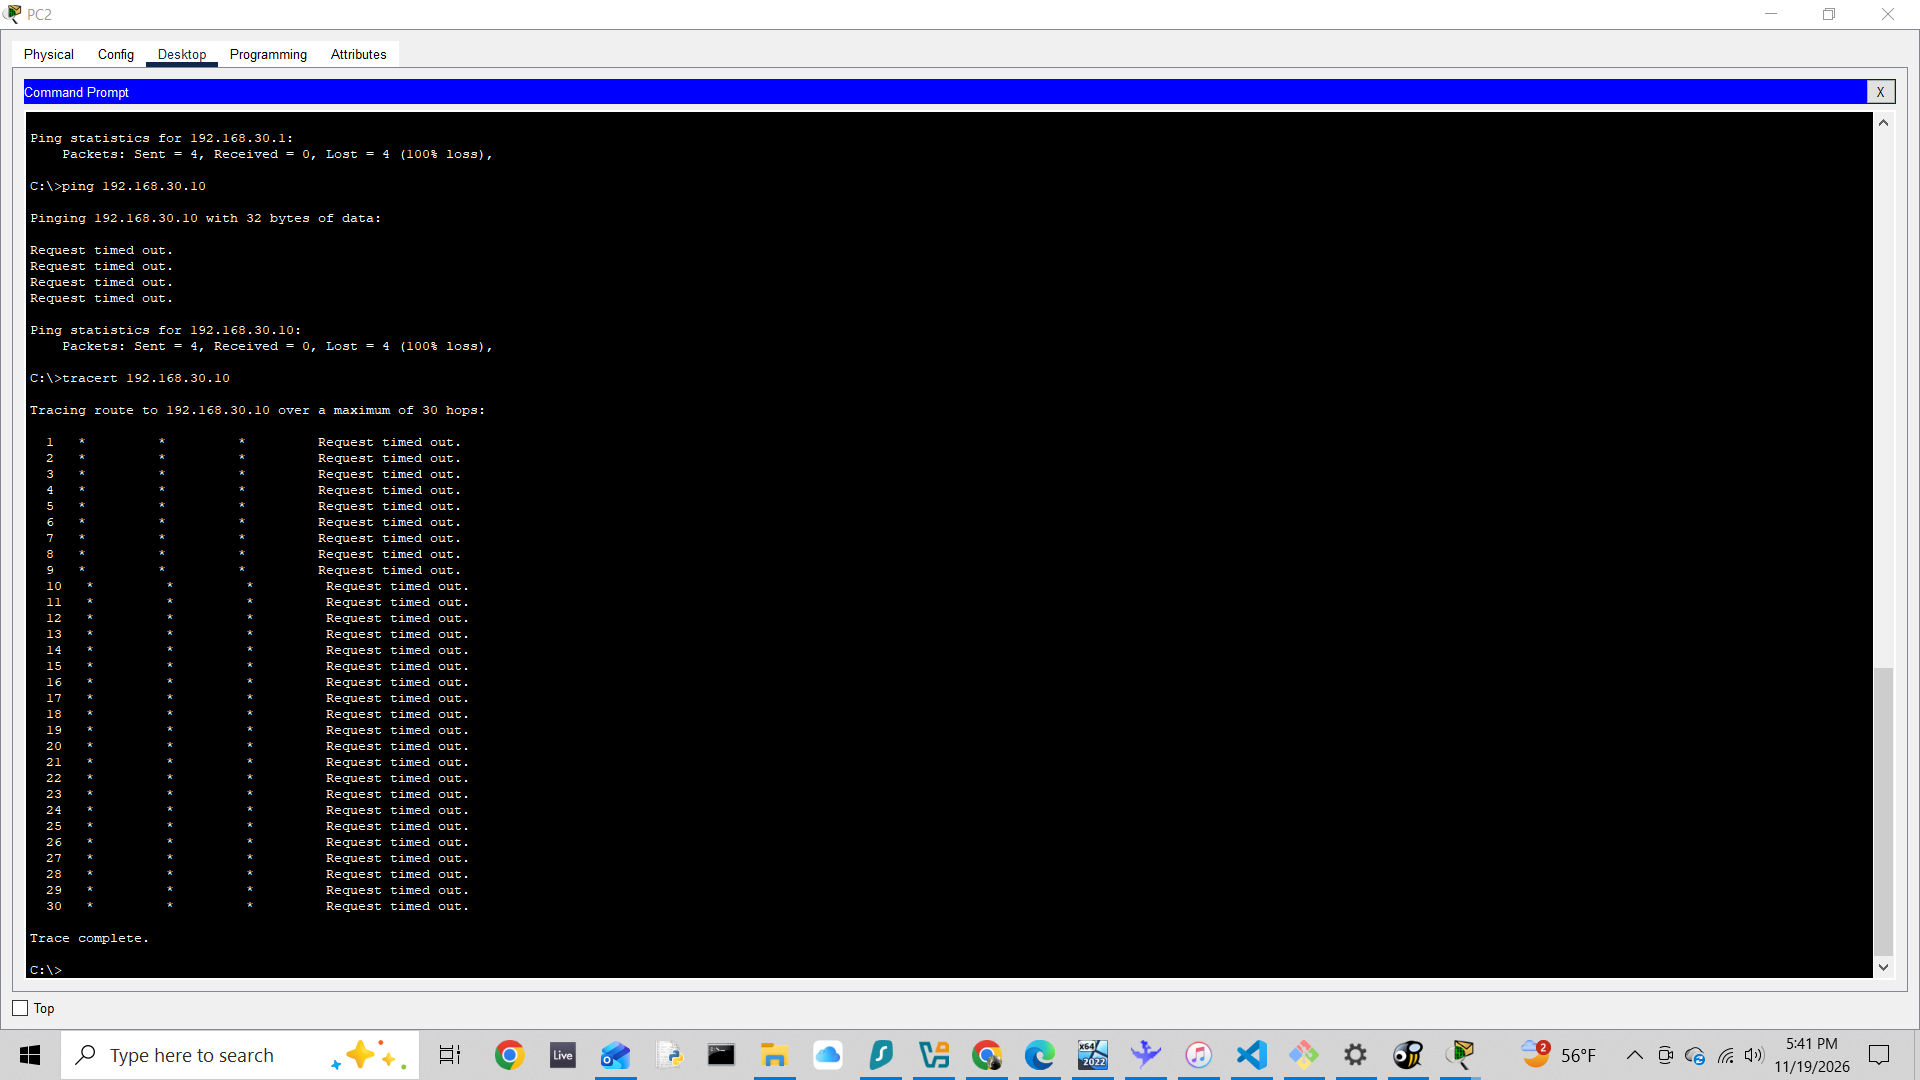 PC2
Physical Config Desktop Programming Attributes
Command Prompt
X
Ping statistics for 192.168.30.1:
Packets: Sent = 4, Received = 0, Lost = 4 (100% loss),
C:\>ping 192.168.30.10
Pinging 192.168.30.10 with 32 bytes of data:
Request timed out.
Request timed out.
Request timed out.
Request timed out.
Ping statistics for 192.168.30.10:
Packets: Sent = 4, Received = 0, Lost = 4 (100% loss),
C:\>tracert 192.168.30.10
Tracing route to 192.168.30.10 over a maximum of 30 hops:
1 * * * Request timed out.
2 * * * Request timed out.
3 * * * Request timed out.
4 * * * Request timed out.
5 * * * Request timed out.
6 * * * Request timed out.
7 * * * Request timed out.
8 * * * Request timed out.
9 * * * Request timed out.
10 * * * Request timed out.
11 * * * Request timed out.
12 * * * Request timed out.
13 * * * Request timed out.
14 * * * Request timed out.
15 * * * Request timed out.
16 * * * Request timed out.
17 * * * Request timed out.
18 * * * Request timed out.
19 * * * Request timed out.
20 * * * Request timed out.
21 * * * Request timed out.
22 * * * Request timed out.
23 * * * Request timed out.
24 * * * Request timed out.
25 * * * Request timed out.
26 * * * Request timed out.
27 * * * Request timed out.
28 * * * Request timed out.
29 * * * Request timed out.
30 * * * Request timed out.
Trace complete.
C:\>
Top
Type here to search
Live
x64
2022
2
56°F
5:41 PM
11/19/2026